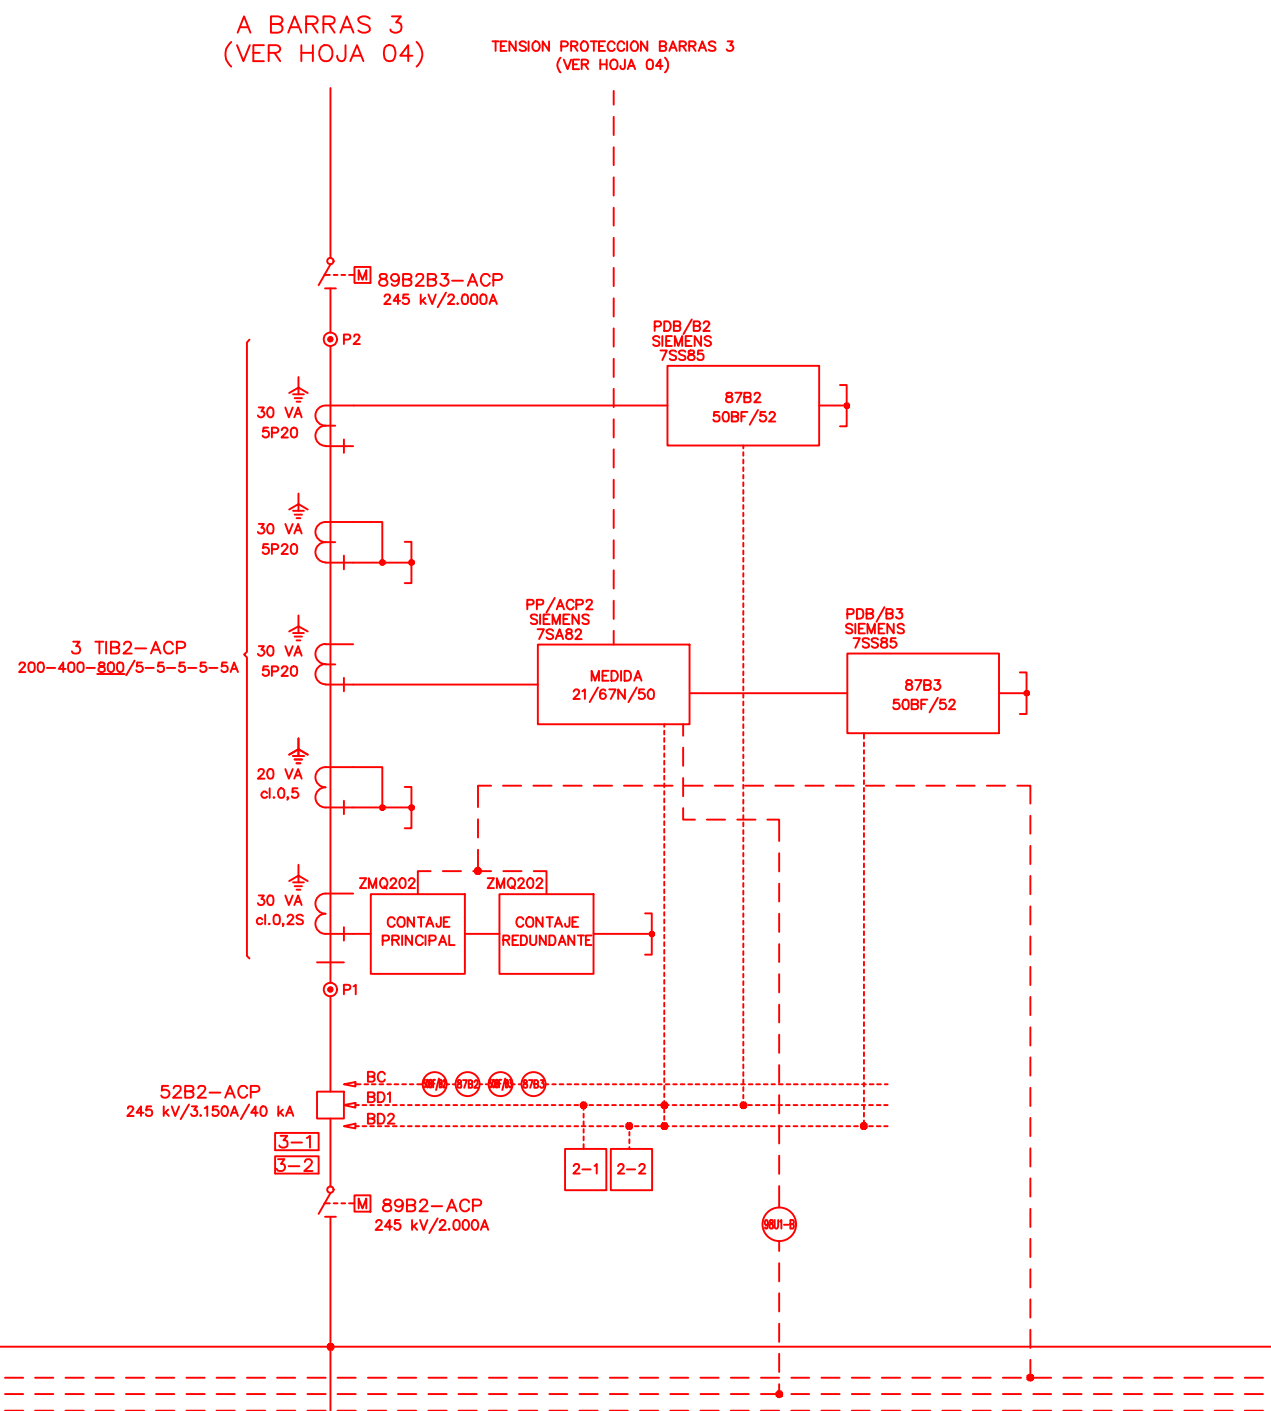 A BARRAS 3
(VER HOJA 04)
TENSION PROTECCION BARRAS 3
(VER HOJA 04)
M
89B2B3-ACP
245 kV/2.000A
P2
PDB/B2
SIEMENS
7SS85
87B2
50BF/52
30 VA
5P20
30 VA
5P20
PP/ACP2
SIEMENS
7SA82
MEDIDA
21/67N/50
PDB/B3
SIEMENS
7SS85
87B3
50BF/52
3 TIB2-ACP
200-400-800/5-5-5-5-5A
30 VA
5P20
20 VA
cl.0,5
30 VA
cl.0,2S
ZMQ202
CONTAJE
PRINCIPAL
ZMQ202
CONTAJE
REDUNDANTE
P1
52B2-ACP
245 kV/3.150A/40 kA
BC
50BF/B2
87B2
50BF/B3
87B3
BD1
BD2
3-1
3-2
2-1
2-2
M
89B2-ACP
245 kV/2.000A
98U1-B